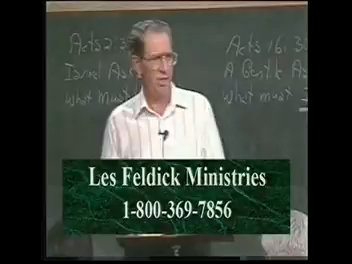 Acts 2:3
Acts 16:3
Israel As
A Gentile As
What Must
What Must I
Les Feldick Ministries
1-800-369-7856